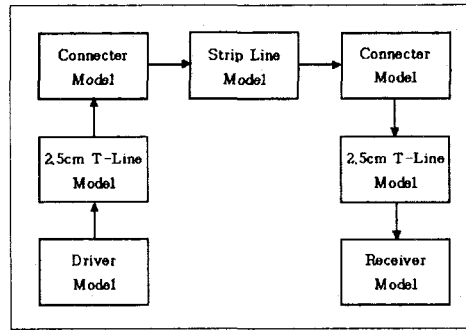 Connecter
Model
Strip Line
Model
Connecter
Model
2.5cm T-Line
Model
2.5cm T-Line
Model
Driver
Model
Receiver
Model